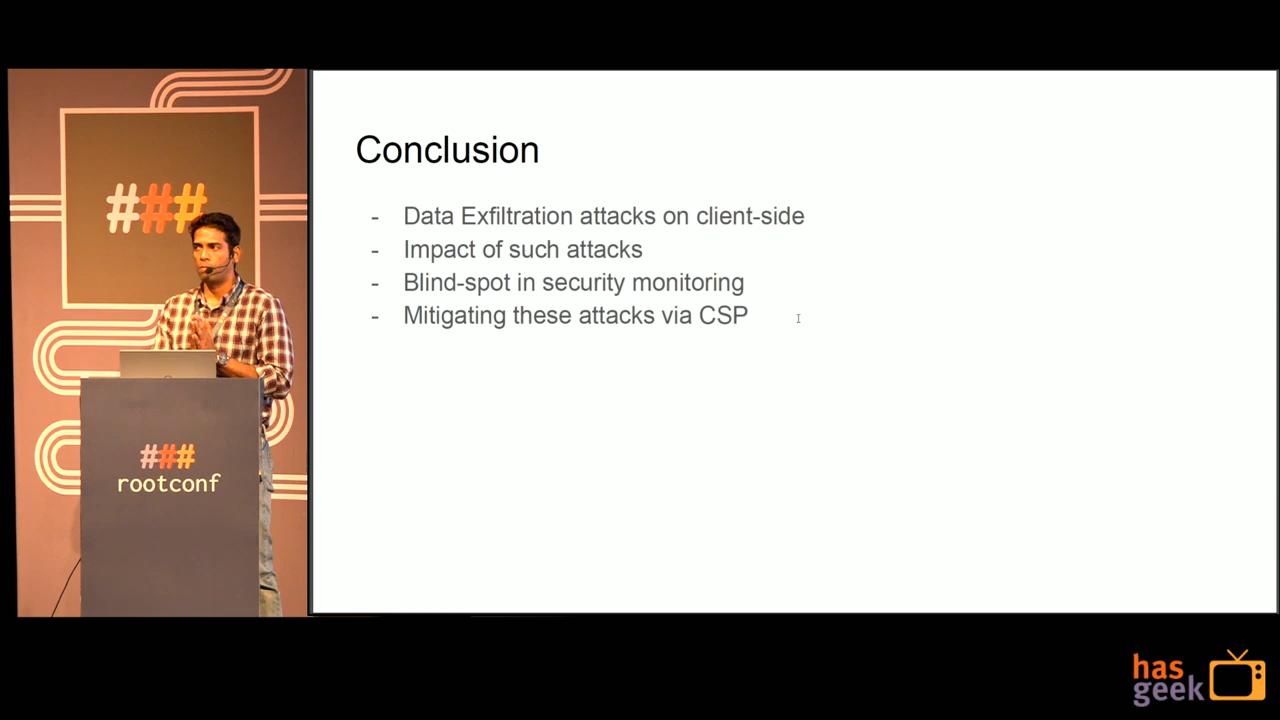 ###
###
rootconf
Conclusion
- Data Exfiltration attacks on client-side
- Impact of such attacks
- Blind-spot in security monitoring
- Mitigating these attacks via CSP
has
geek